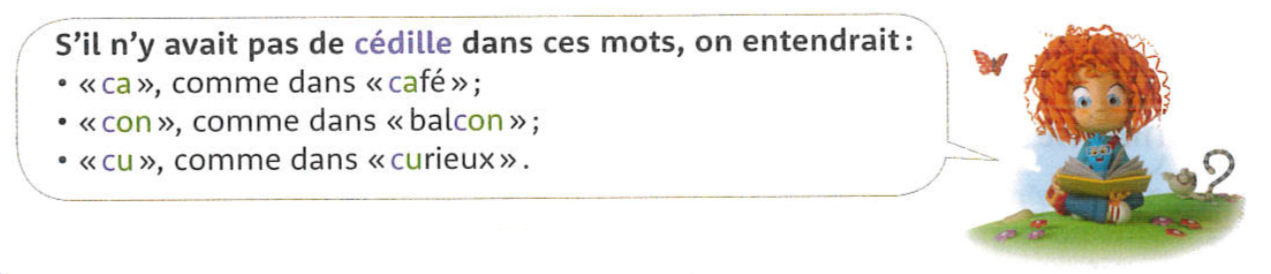 S’il n’y avait pas de cédille dans ces mots, on entendrait :
• « ca », comme dans « café » ;
• « con », comme dans « balcon » ;
• « cu », comme dans « curieux » .